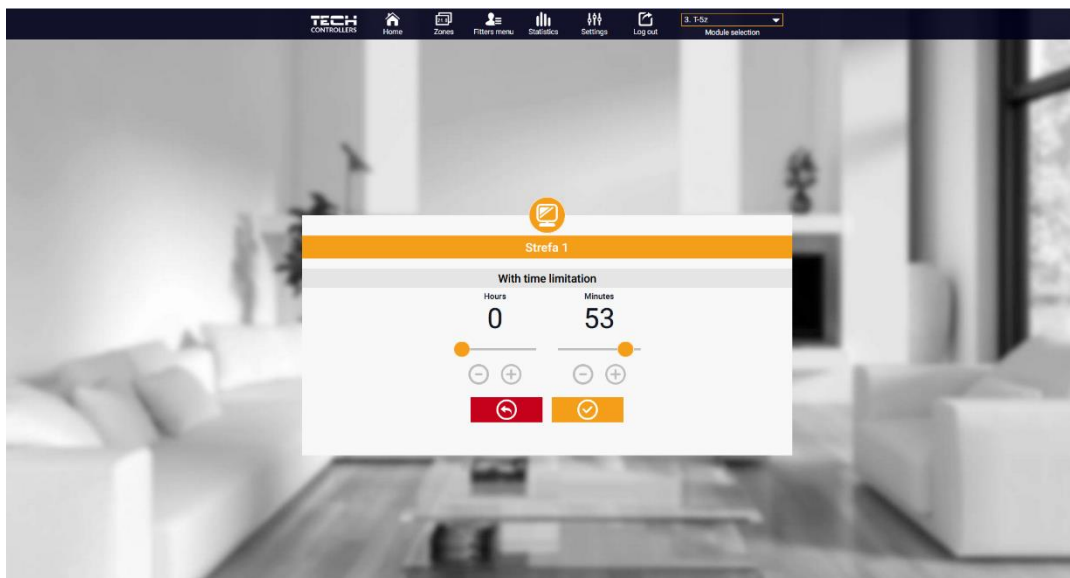 TECH
CONTROLLERS
Home
Zones
Fitters menu
Statistics
Settings
Log out
3. T-5z
Module selection
Strefa 1
With time limitation
Hours
Minutes
0
53